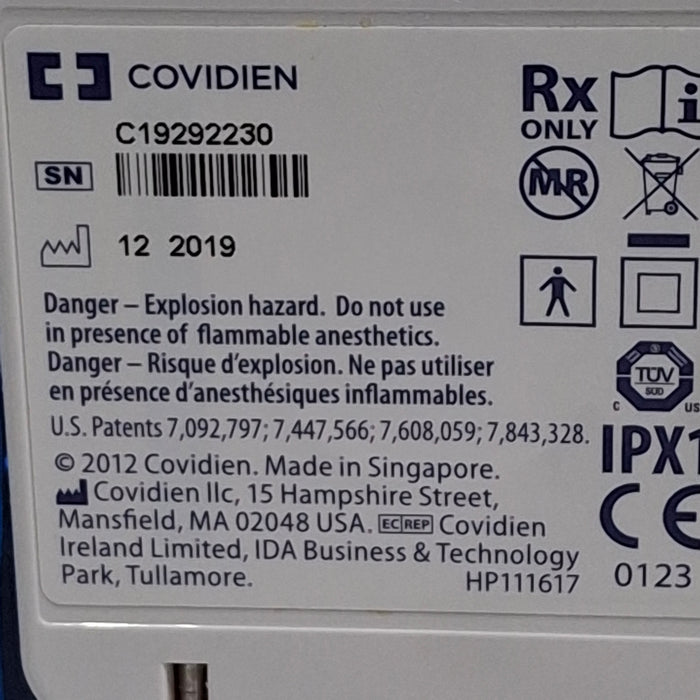 COVIDIEN
C19292230
SN
12 2019
Danger – Explosion hazard. Do not use
in presence of flammable anesthetics.
Danger – Risque d'explosion. Ne pas utiliser
en présence d'anesthésiques inflammables.
U.S. Patents 7,092,797; 7,447,566; 7,608,059; 7,843,328.
© 2012 Covidien. Made in Singapore.
Covidien llc, 15 Hampshire Street,
Mansfield, MA 02048 USA. EC REP Covidien
Ireland Limited, IDA Business & Technology
Park, Tullamore.
HP111617
Rx
ONLY
i
MR
TÜV
SÜD
C US
IPX1
CE
0123